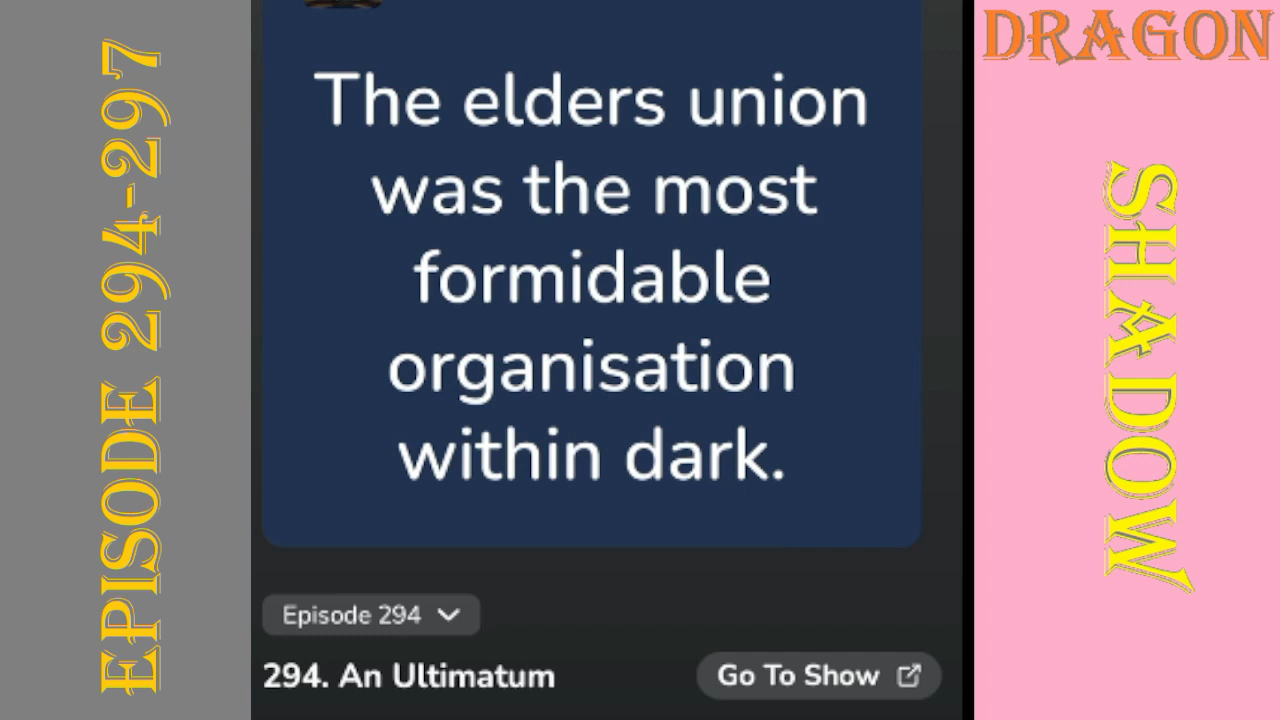 EPISODE 294-297
The elders union
was the most
formidable
organisation
within dark.
Episode 294
294. An Ultimatum
Go To Show
DRAGON
SHADOW